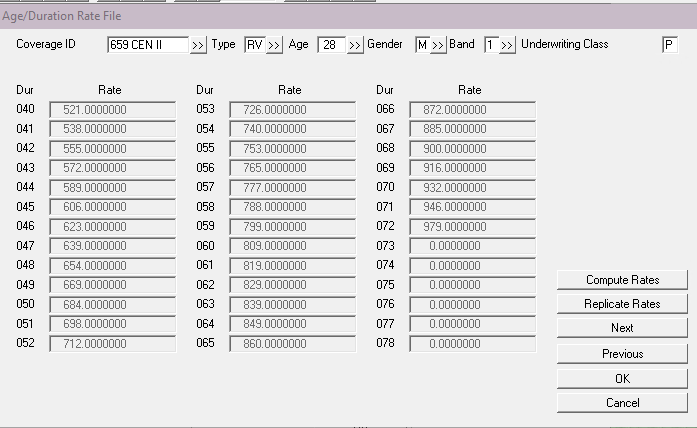 Age/Duration Rate File
Coverage ID 659 CEN II >> Type RV >> Age 28 >> Gender M >> Band 1 >> Underwriting Class P
Dur Rate Dur Rate Dur Rate
040 521.0000000 053 726.0000000 066 872.0000000
041 538.0000000 054 740.0000000 067 885.0000000
042 555.0000000 055 753.0000000 068 900.0000000
043 572.0000000 056 765.0000000 069 916.0000000
044 589.0000000 057 777.0000000 070 932.0000000
045 606.0000000 058 788.0000000 071 946.0000000
046 623.0000000 059 799.0000000 072 979.0000000
047 639.0000000 060 809.0000000 073 0.0000000
048 654.0000000 061 819.0000000 074 0.0000000
049 669.0000000 062 829.0000000 075 0.0000000
050 684.0000000 063 839.0000000 076 0.0000000
051 698.0000000 064 849.0000000 077 0.0000000
052 712.0000000 065 860.0000000 078 0.0000000
Compute Rates
Replicate Rates
Next
Previous
OK
Cancel